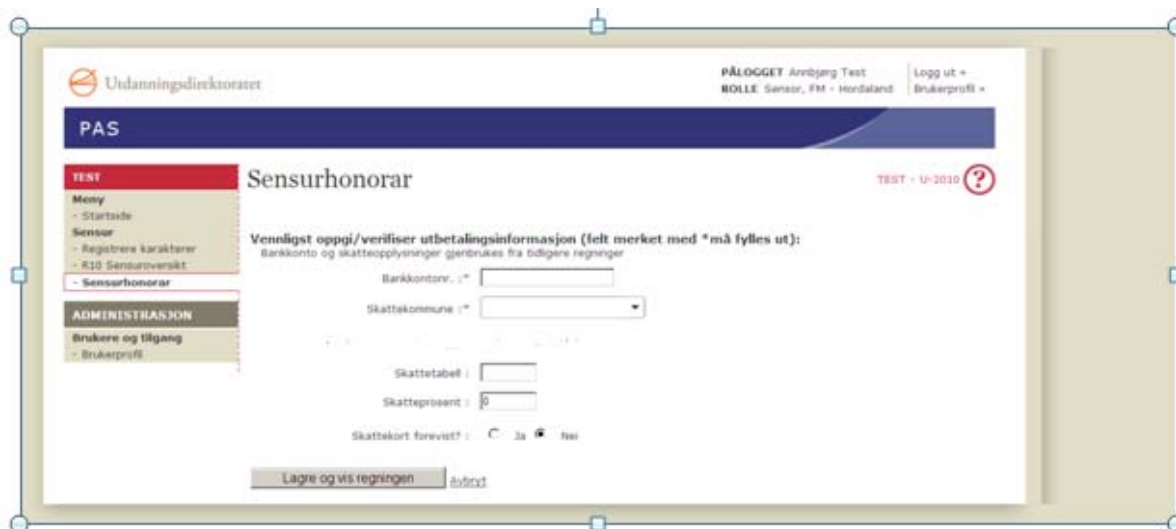 Utdanningsdirektoratet
PÅLOGGET Annbjørg Test
ROLLE Sensor, FM - Hordaland
Logg ut »
Brukerprofil »
PAS
TEST
Meny
- Startside
Sensur
- Registrere karakterer
- R10 Sensuroversikt
- Sensurhonorar
ADMINISTRASJON
Brukere og tilgang
- Brukerprofil
Sensurhonorar
TEST - U-2010 ?
Vennligst oppgi/verifiser utbetalingsinformasjon (felt merket med *må fylles ut):
Bankkonto og skatteopplysninger gjenbrukes fra tidligere regninger
Bankkontonr. :*
Skattekommune :*
Skattetabell :
Skatteprosent : 0
Skattekort forevist? : Ja Nei
Lagre og vis regningen Avbryt